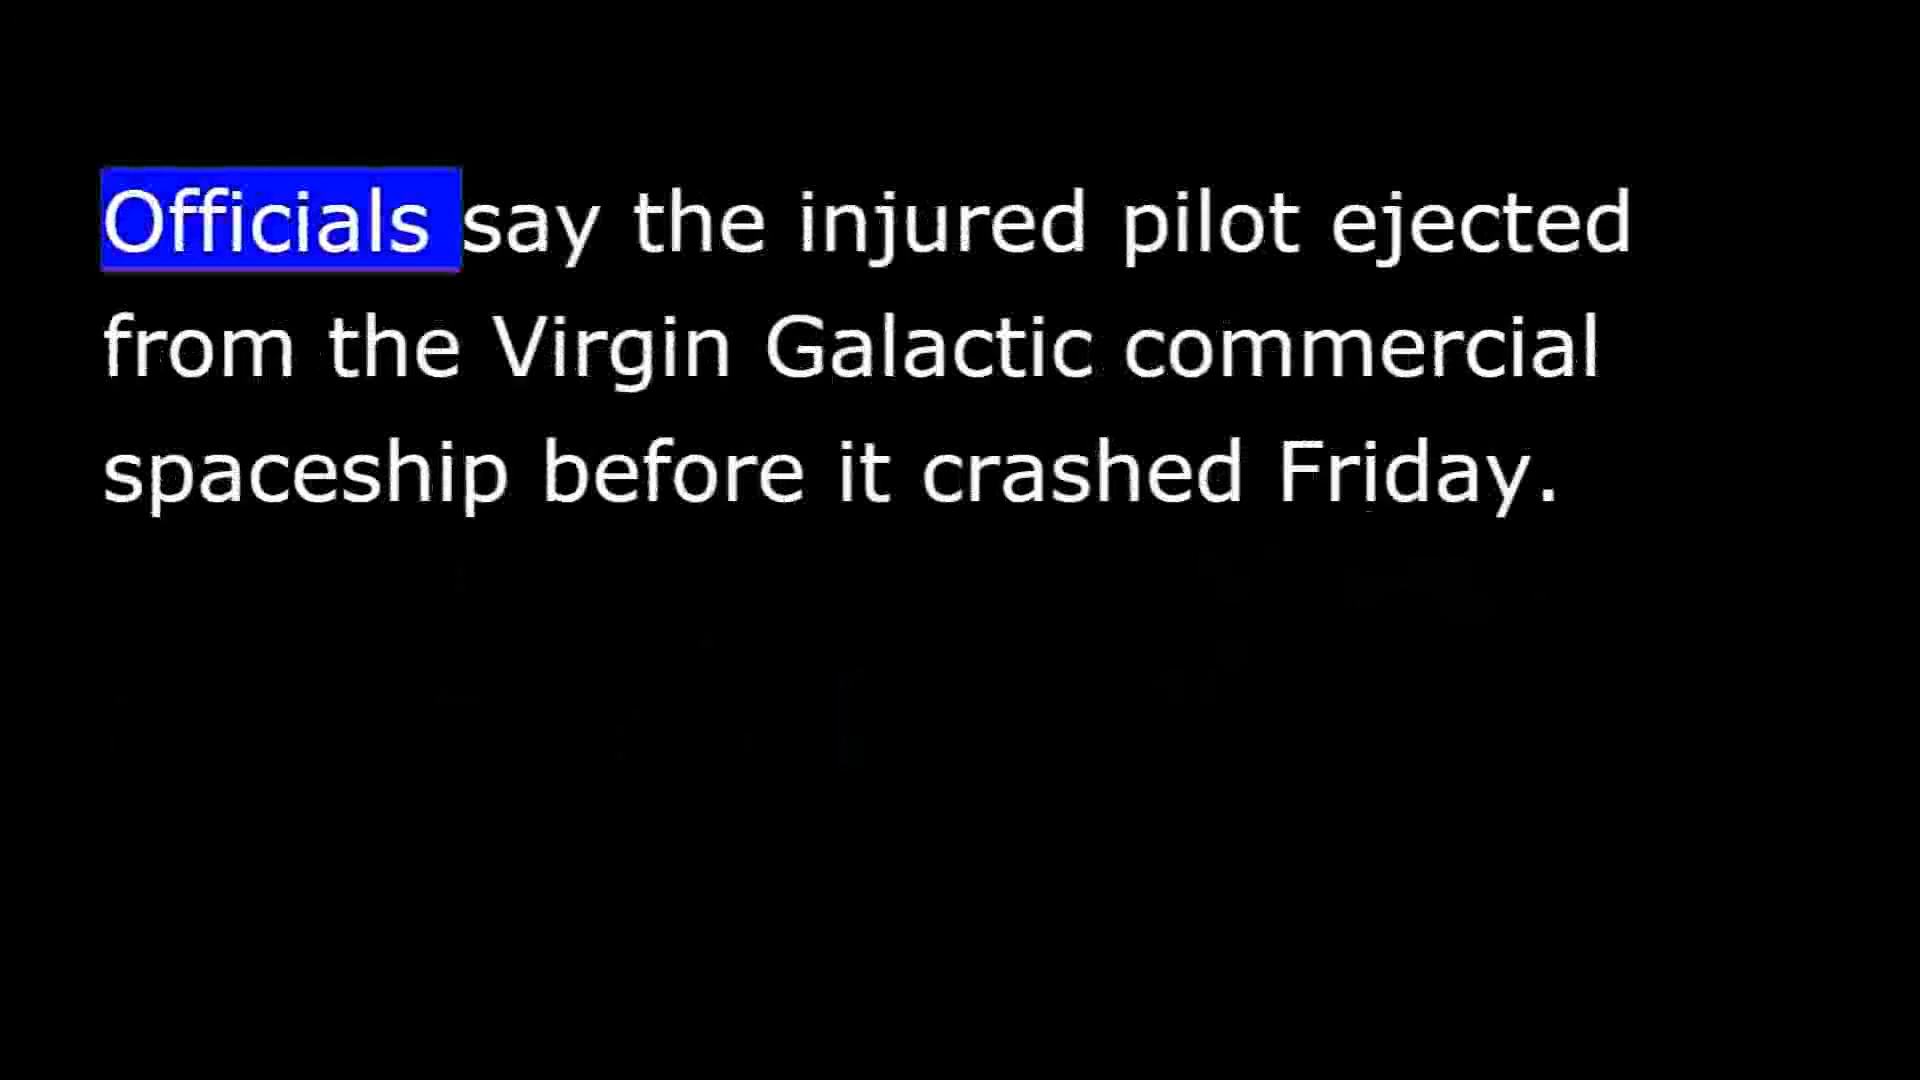 Officials say the injured pilot ejected
from the Virgin Galactic commercial
spaceship before it crashed Friday.